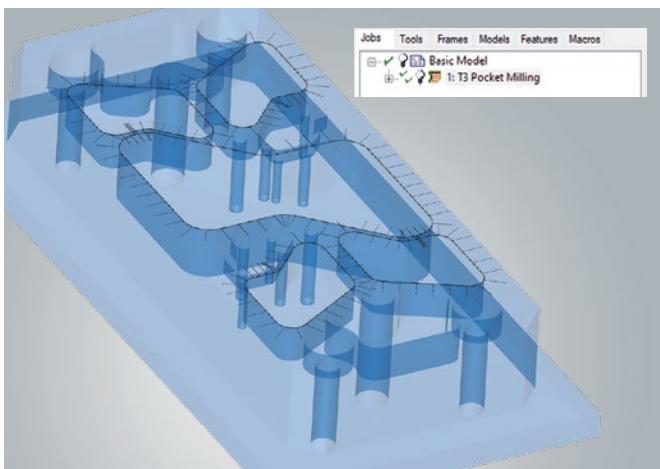 Jobs Tools Frames Models Features Macros
Basic Model
1: T3 Pocket Milling